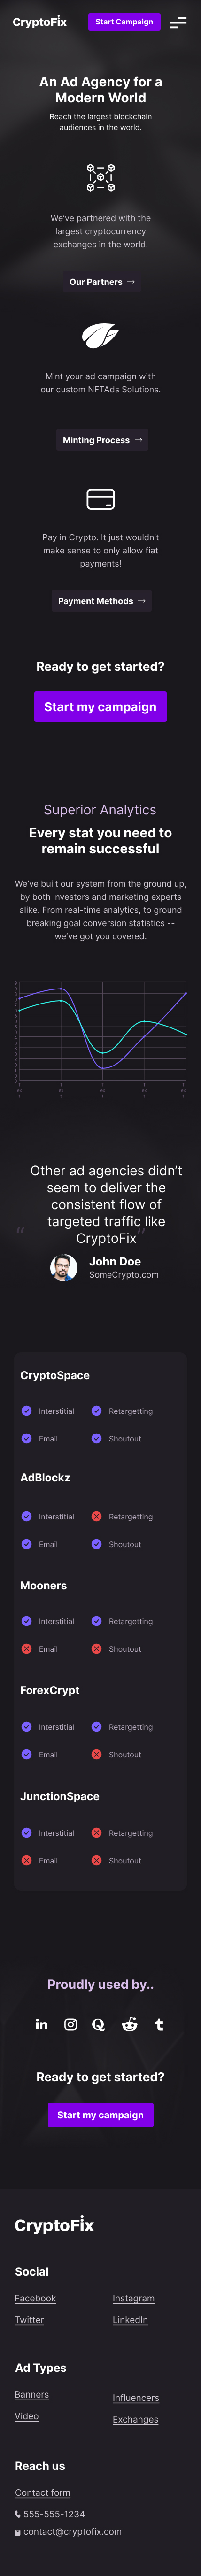 CryptoFix
Start Campaign
An Ad Agency for a
Modern World
Reach the largest blockchain
audiences in the world.
We've partnered with the
largest cryptocurrency
exchanges in the world.
Our Partners →
Mint your ad campaign with
our custom NFTAds Solutions.
Minting Process →
Pay in Crypto. It just wouldn't
make sense to only allow fiat
payments!
Payment Methods →
Ready to get started?
Start my campaign
Superior Analytics
Every stat you need to
remain successful
We've built our system from the ground up,
by both investors and marketing experts
alike. From real-time analytics, to ground
breaking goal conversion statistics --
we've got you covered.
Other ad agencies didn't
seem to deliver the
consistent flow of
targeted traffic like
" CryptoFix "
John Doe
SomeCrypto.com
CryptoSpace
Interstitial Retargetting
Email Shoutout
AdBlockz
Interstitial Retargetting
Email Shoutout
Mooners
Interstitial Retargetting
Email Shoutout
ForexCrypt
Interstitial Retargetting
Email Shoutout
JunctionSpace
Interstitial Retargetting
Email Shoutout
Proudly used by..
Ready to get started?
Start my campaign
CryptoFix
Social
Facebook Instagram
Twitter LinkedIn
Ad Types
Banners Influencers
Video Exchanges
Reach us
Contact form
555-555-1234
contact@cryptofix.com